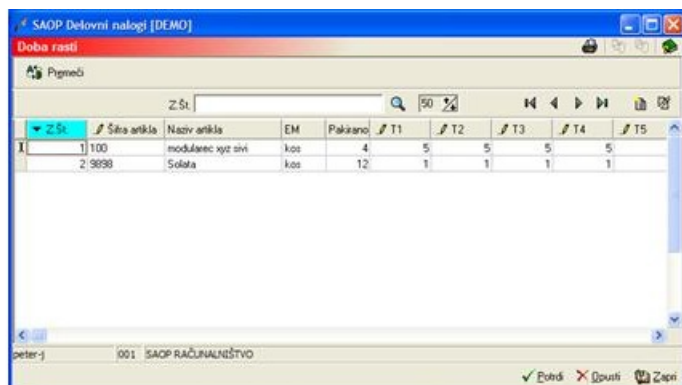 SAOP Delovni nalogi [DEMO]
Doba rasti
Premeči
Z.Št. 50
Z.Št. Šifra artikla Naziv artikla EM Pakirano T1 T2 T3 T4 T5
1 100 modularec xyz sivi kos 4 5 5 5 5
2 9898 Solata kos 12 1 1 1 1
peter-j 001 SAOP RAČUNALNIŠTVO
Potrdi Opusti Zapri